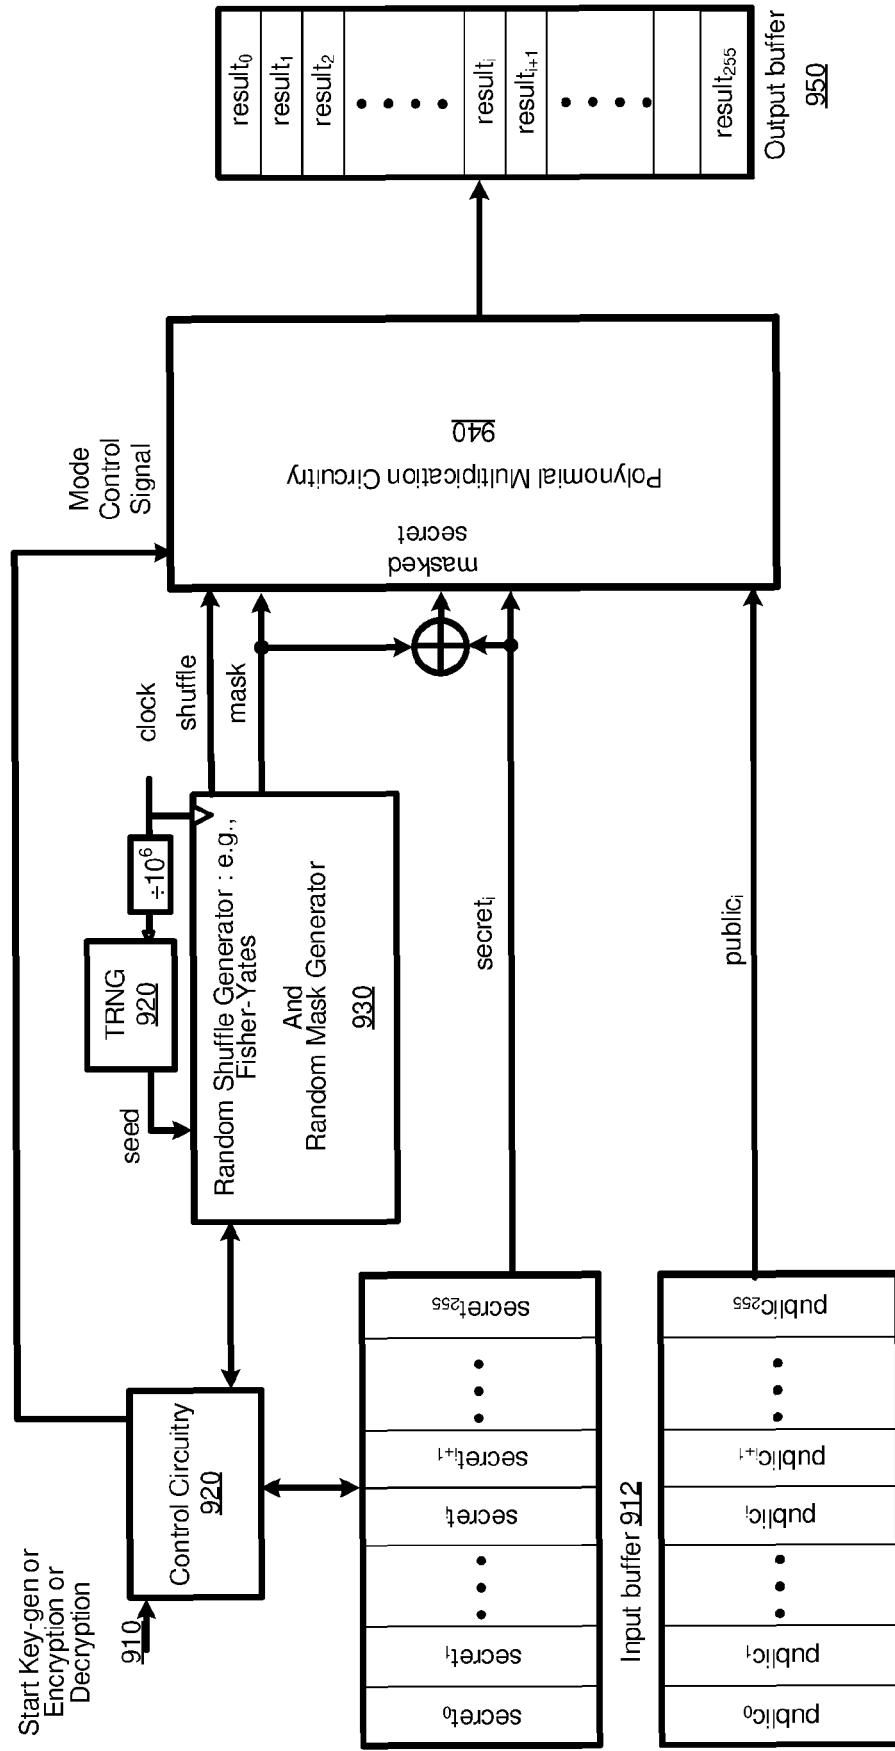 Start Key-gen or
Encryption or
Decryption
910
Control Circuitry
920
seed
TRNG
920
÷10⁶
clock
Random Shuffle Generator : e.g.,
Fisher-Yates
And
Random Mask Generator
930
shuffle
mask
Mode
Control
Signal
secret₀
secret₁
secretᵢ
secretᵢ₊₁
secret₂₅₅
Input buffer 912
public₀
public₁
publicᵢ
publicᵢ₊₁
public₂₅₅
secretᵢ
publicᵢ
masked
secret
Polynomial Multipication Circuitry
940
result₀
result₁
result₂
resultᵢ
resultᵢ₊₁
result₂₅₅
Output buffer
950